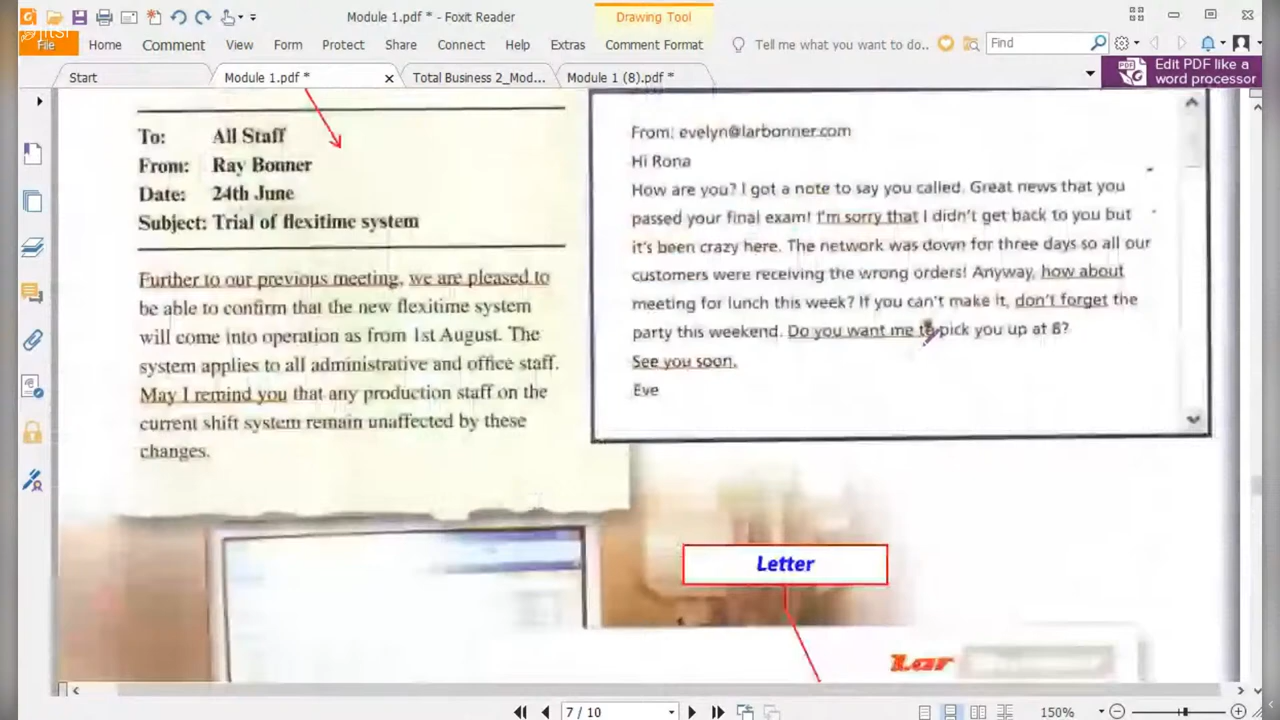 Module 1.pdf * - Foxit Reader
Drawing Tool
File
Home
Comment
View
Form
Protect
Share
Connect
Help
Extras
Comment Format
Tell me what you want to do..
Find
Start
Module 1.pdf *
Total Business 2_Mod...
Module 1 (8).pdf *
Edit PDF like a
word processor
To: All Staff
From: Ray Bonner
Date: 24th June
Subject: Trial of flexitime system
Further to our previous meeting, we are pleased to
be able to confirm that the new flexitime system
will come into operation as from 1st August. The
system applies to all administrative and office staff.
May I remind you that any production staff on the
current shift system remain unaffected by these
changes.
From: evelyn@larbonner.com
Hi Rona
How are you? I got a note to say you called. Great news that you
passed your final exam! I'm sorry that I didn't get back to you but
it's been crazy here. The network was down for three days so all our
customers were receiving the wrong orders! Anyway, how about
meeting for lunch this week? If you can't make it, don't forget the
party this weekend. Do you want me to pick you up at 8?
See you soon.
Eve
Letter
Lar
7 / 10
150%